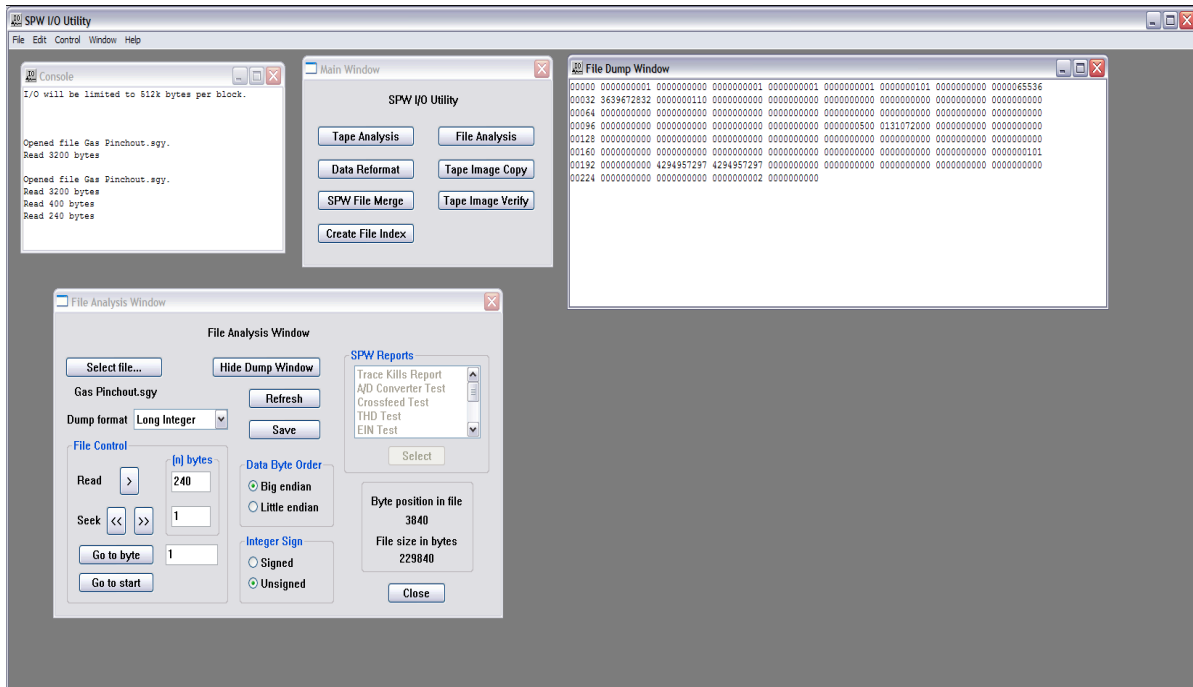 SPW I/O Utility
File Edit Control Window Help
Console
I/O will be limited to 512k bytes per block.
Opened file Gas Pinchout.sgy.
Read 3200 bytes
Opened file Gas Pinchout.sgy.
Read 3200 bytes
Read 400 bytes
Read 240 bytes
Main Window
SPW I/O Utility
Tape Analysis File Analysis
Data Reformat Tape Image Copy
SPW File Merge Tape Image Verify
Create File Index
File Dump Window
00000 0000000001 0000000000 0000000001 0000000001 0000000001 0000000101 0000000000 0000065536
00032 3639672832 0000000110 0000000000 0000000000 0000000000 0000000000 0000000000 0000000000
00064 0000000000 0000000000 0000000000 0000000000 0000000000 0000000000 0000000000 0000000000
00096 0000000000 0000000000 0000000000 0000000000 0000000500 0131072000 0000000000 0000000000
00128 0000000000 0000000000 0000000000 0000000000 0000000000 0000000000 0000000000 0000000000
00160 0000000000 0000000000 0000000000 0000000000 0000000000 0000000000 0000000000 0000000101
00192 0000000000 4294957297 4294957297 0000000000 0000000000 0000000000 0000000000 0000000000
00224 0000000000 0000000000 0000000002 0000000000
File Analysis Window
File Analysis Window
Select file... Hide Dump Window
Gas Pinchout.sgy
Refresh
Dump format Long Integer
Save
File Control
(n) bytes
Read > 240
Seek << >> 1
Go to byte 1
Go to start
Data Byte Order
Big endian
Little endian
Integer Sign
Signed
Unsigned
SPW Reports
Trace Kills Report
A/D Converter Test
Crossfeed Test
THD Test
EIN Test
Select
Byte position in file
3840
File size in bytes
229840
Close